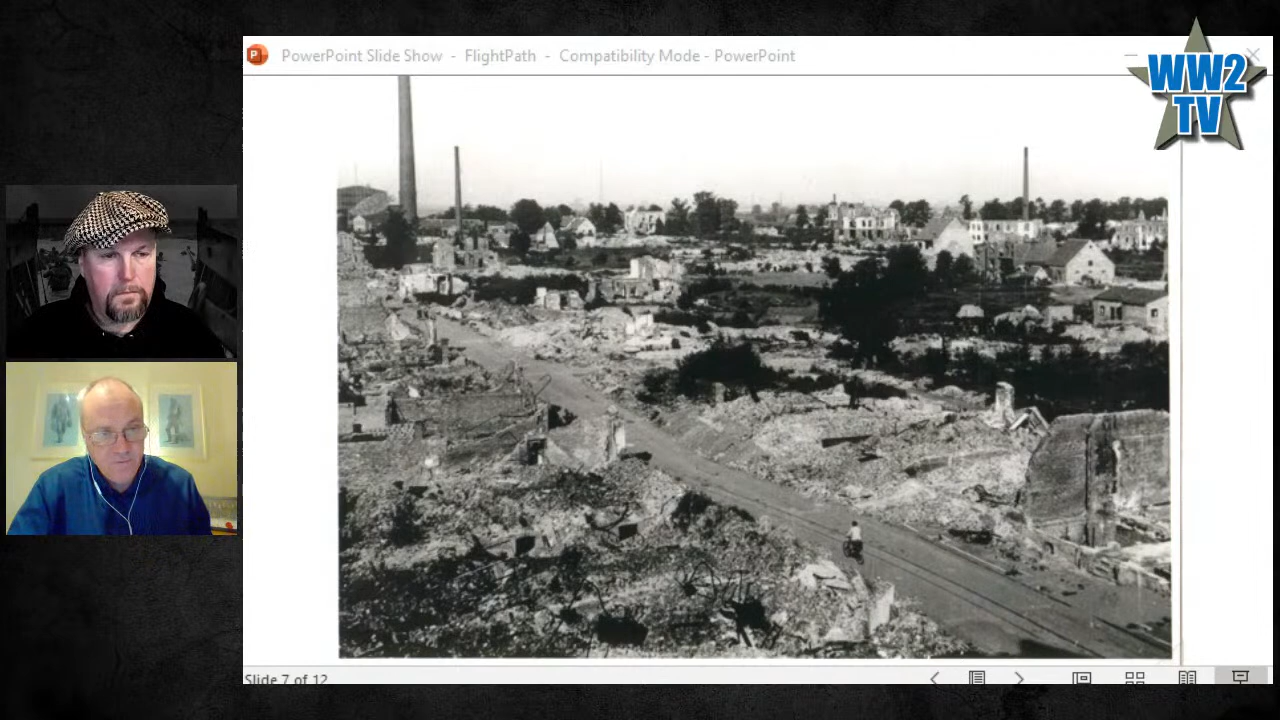 PowerPoint Slide Show - FlightPath - Compatibility Mode - PowerPoint
WW2
TV
Slide 7 of 12